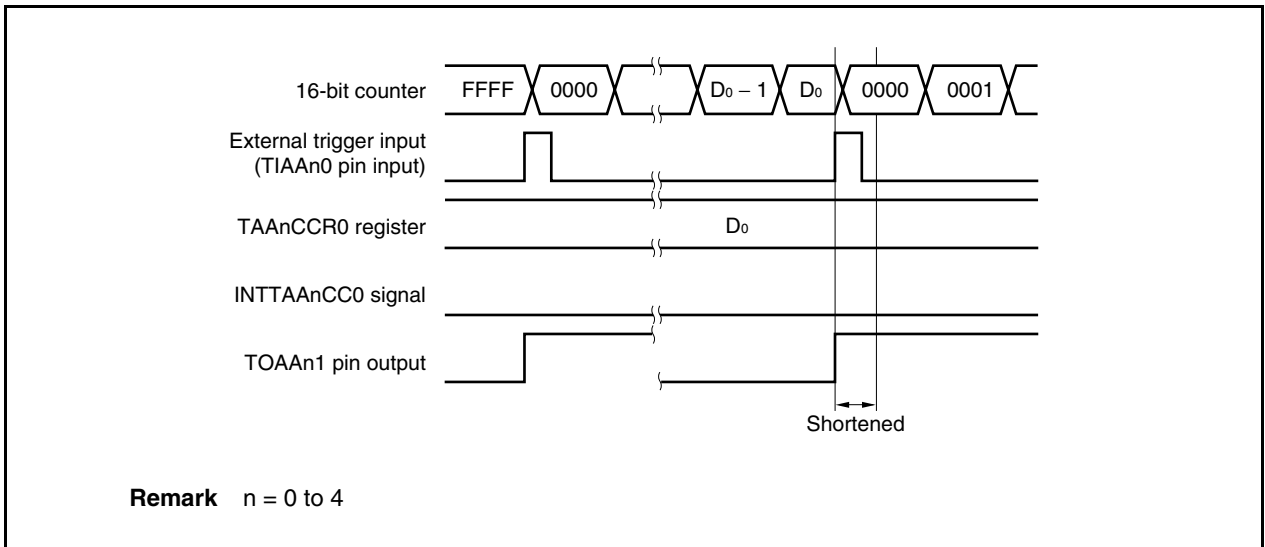 16-bit counter FFFF 0000 D₀ − 1 D₀ 0000 0001
External trigger input
(TIAAn0 pin input)
TAAnCCR0 register D₀
INTTAAnCC0 signal
TOAAn1 pin output
Shortened
Remark n = 0 to 4